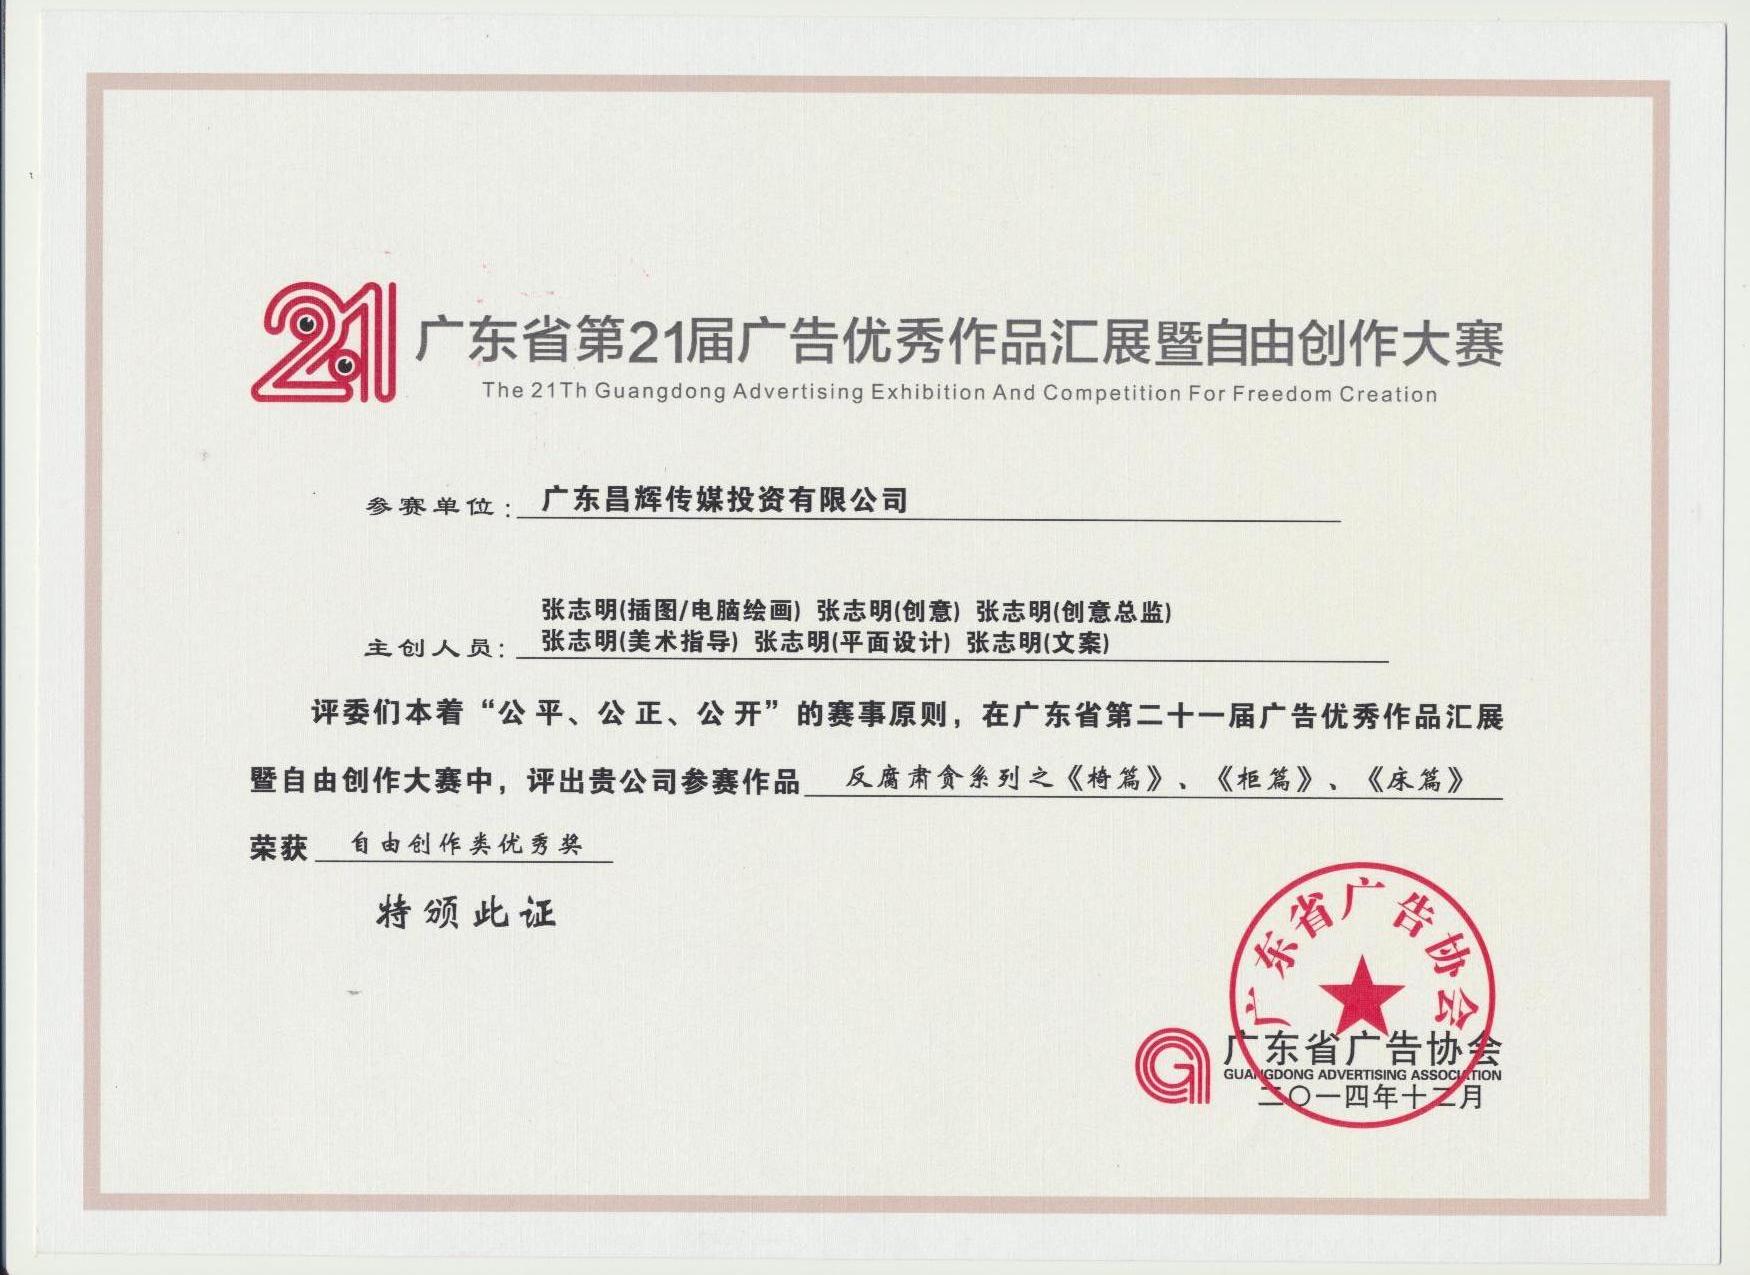 21
广东省第21届广告优秀作品汇展暨自由创作大赛
The 21Th Guangdong Advertising Exhibition And Competition For Freedom Creation
参赛单位: 广东昌辉传媒投资有限公司
张志明(插图/电脑绘画) 张志明(创意) 张志明(创意总监)
主创人员: 张志明(美术指导) 张志明(平面设计) 张志明(文案)
评委们本着“公平、公正、公开”的赛事原则，在广东省第二十一届广告优秀作品汇展
暨自由创作大赛中，评出贵公司参赛作品 反腐肃贪系列之《椅篇》、《柜篇》、《床篇》
荣获 自由创作类优秀奖
特颁此证
广东省广告协会
广东省广告协会
GUANGDONG ADVERTISING ASSOCIATION
二〇一四年十二月